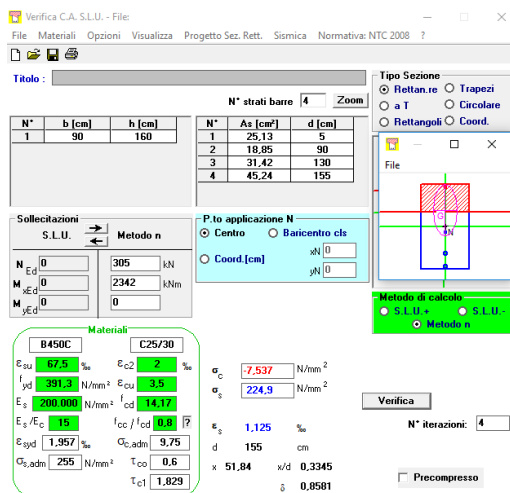 Verifica C.A. S.L.U. - File:
File Materiali Opzioni Visualizza Progetto Sez. Rett. Sismica Normativa: NTC 2008 ?
Titolo :
N° strati barre 4 Zoom
Tipo Sezione
Rettan.re Trapezi
a T Circolare
Rettangoli Coord.
N° b [cm] h [cm]
1 90 160
N° As [cm²] d [cm]
1 25,13 5
2 18,85 90
3 31,42 130
4 45,24 155
File
G
N
Sollecitazioni
S.L.U. Metodo n
N Ed 0 305 kN
M xEd 0 2342 kNm
M yEd 0 0
P.to applicazione N
Centro Baricentro cls
Coord.[cm]
xN 0
yN 0
Metodo di calcolo
S.L.U.+ S.L.U.-
Metodo n
Materiali
B450C C25/30
εsu 67,5 ‰ εc2 2 ‰
fyd 391,3 N/mm² εcu 3,5
Es 200.000 N/mm² fcd 14,17
Es/Ec 15 fcc/fcd 0,8 ?
εsyd 1,957 ‰ σc,adm 9,75
σs,adm 255 N/mm² τco 0,6
τc1 1,829
σc -7,537 N/mm²
σs 224,9 N/mm²
εs 1,125 ‰
d 155 cm
x 51,84 x/d 0,3345
δ 0,8581
Verifica
N° iterazioni: 4
Precompresso